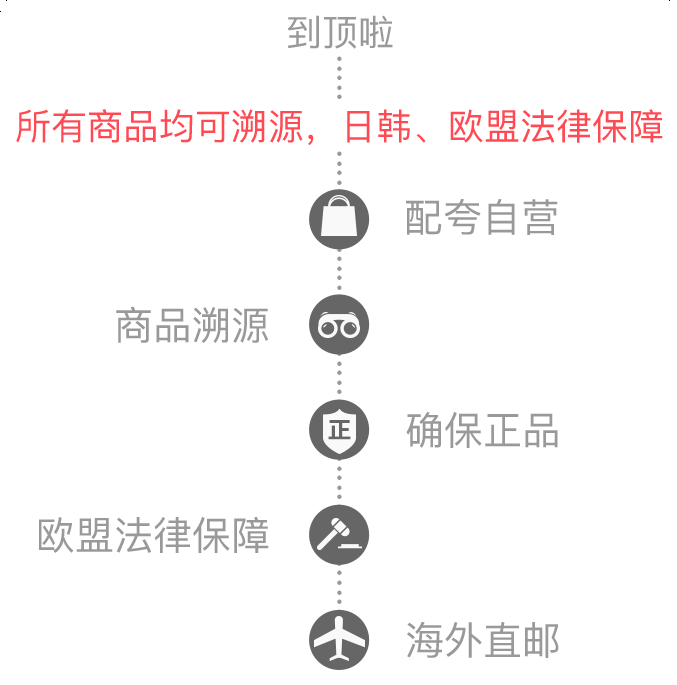 到顶啦
所有商品均可溯源，日韩、欧盟法律保障
配夸自营
商品溯源
正
确保正品
欧盟法律保障
海外直邮